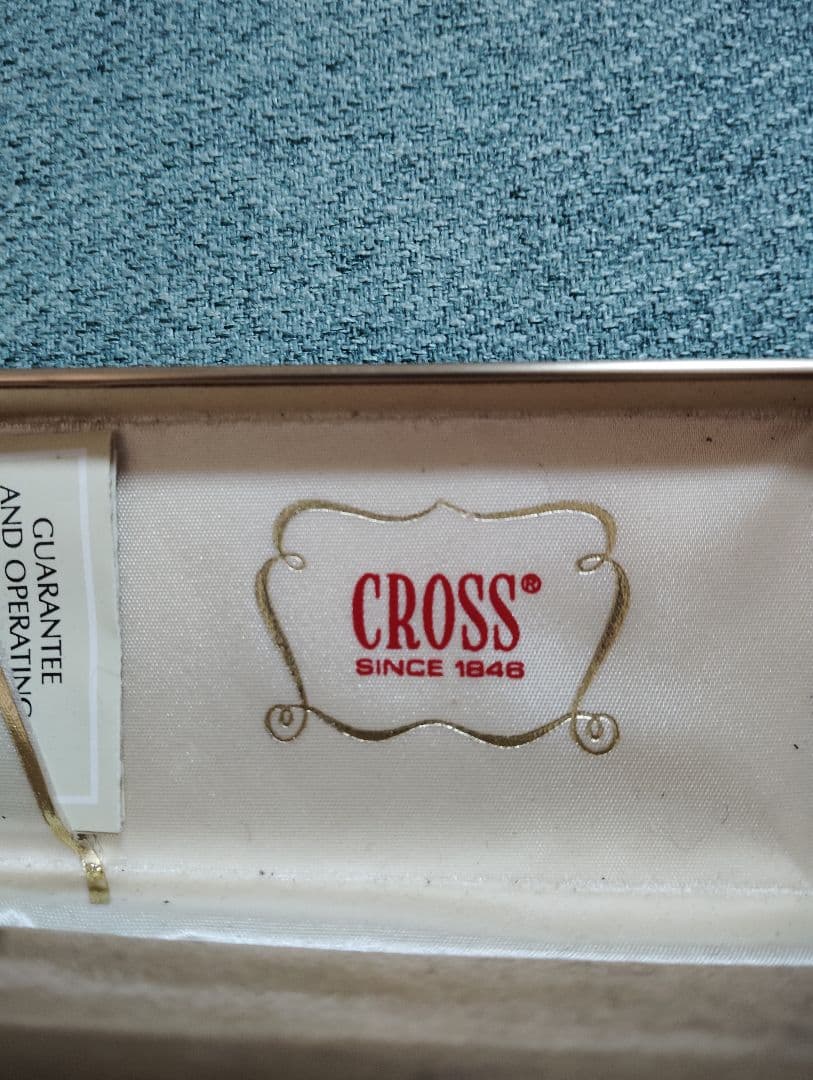 CROSS®
SINCE 1846
GUARANTEE
AND OPERATING